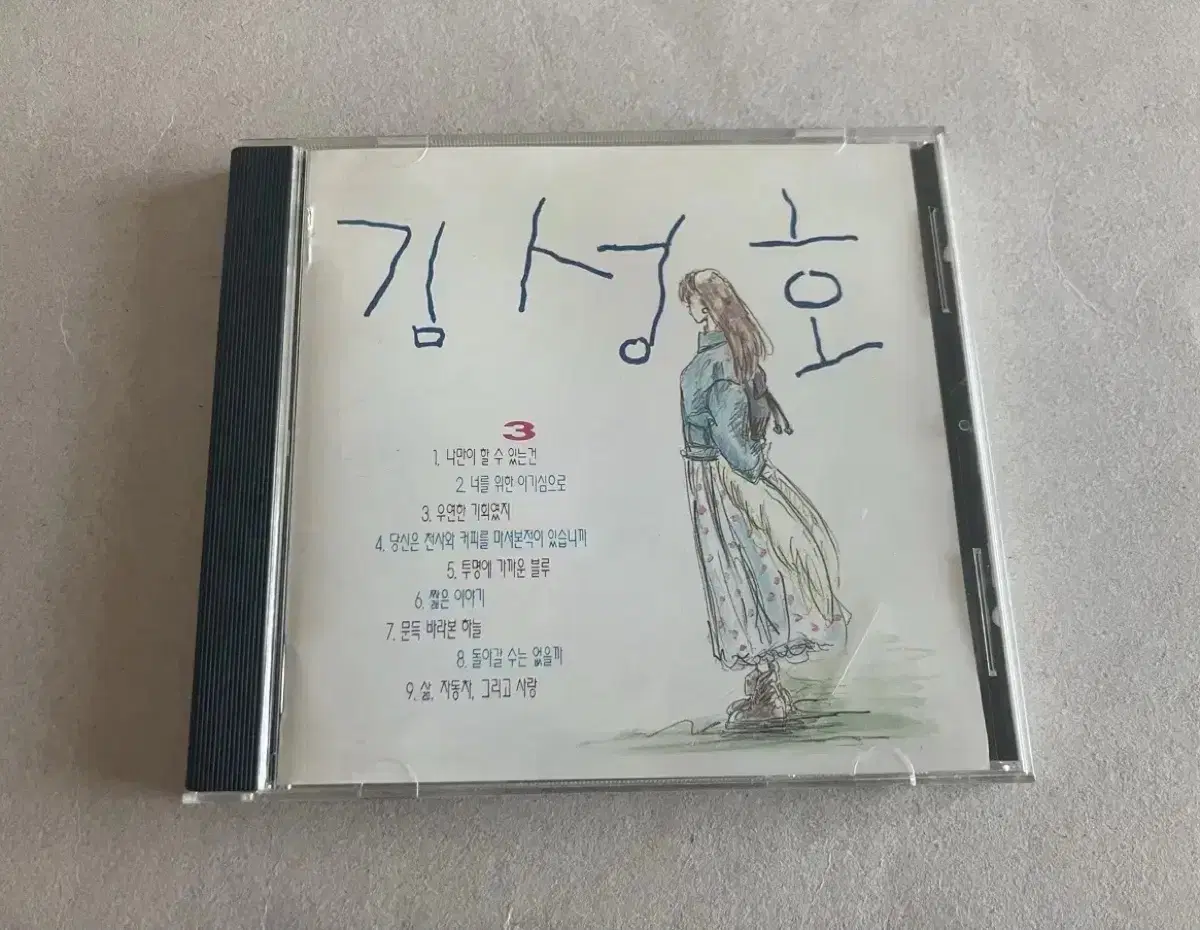 김성호
3
1. 나만이 할 수 있는건
2. 너를 위한 이기심으로
3. 우연한 기회였지
4. 당신은 천사와 커피를 마셔본적이 있습니까
5. 투명에 가까운 블루
6. 짧은 이야기
7. 문득 바라본 하늘
8. 돌아갈 수는 없을까
9. 삶, 자동차, 그리고 사랑